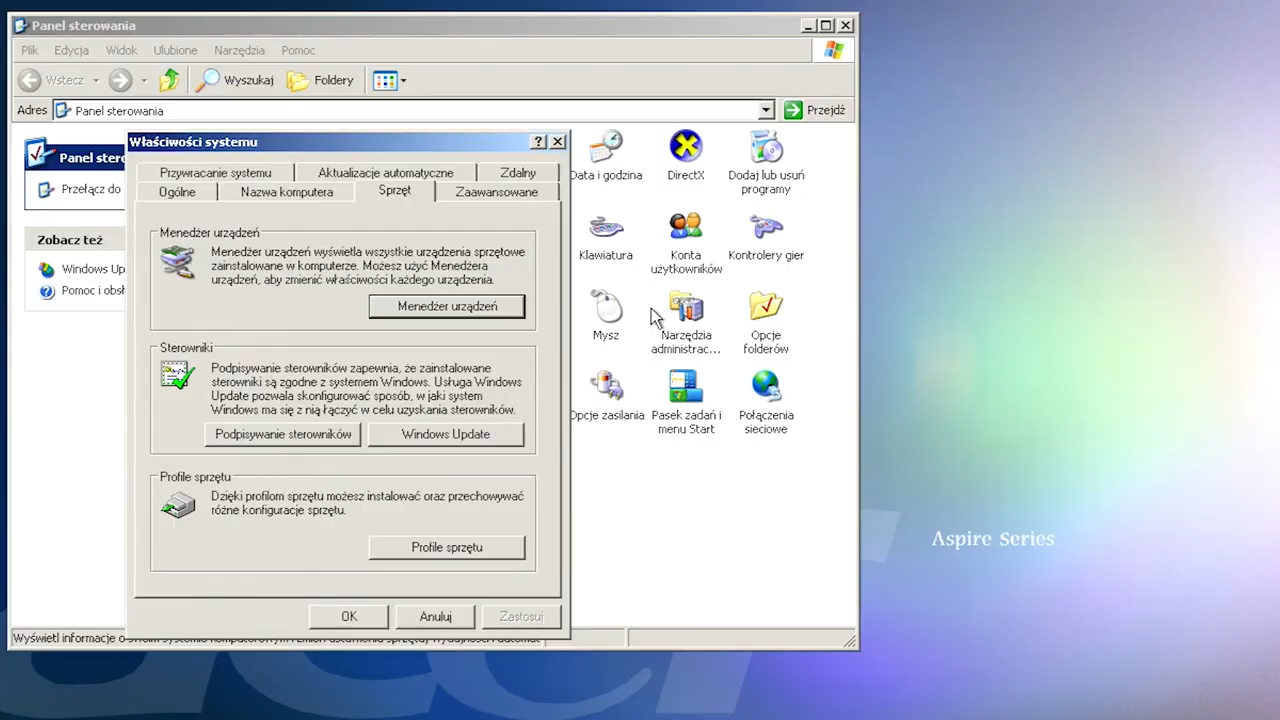 Panel sterowania
Plik Edycja Widok Ulubione Narzędzia Pomoc
Wstecz Wyszukaj Foldery
Adres Panel sterowania Przejdź
Panel stero
Przełącz do
Zobacz też
Windows Up
Pomoc i obsł
Właściwości systemu
Przywracanie systemu Aktualizacje automatyczne Zdalny
Ogólne Nazwa komputera Sprzęt Zaawansowane
Menedżer urządzeń
Menedżer urządzeń wyświetla wszystkie urządzenia sprzętowe
zainstalowane w komputerze. Możesz użyć Menedżera
urządzeń, aby zmienić właściwości każdego urządzenia.
Menedżer urządzeń
Sterowniki
Podpisywanie sterowników zapewnia, że zainstalowane
sterowniki są zgodne z systemem Windows. Usługa Windows
Update pozwala skonfigurować sposób, w jaki system
Windows ma się z nią łączyć w celu uzyskania sterowników.
Podpisywanie sterowników Windows Update
Profile sprzętu
Dzięki profilom sprzętu możesz instalować oraz przechowywać
różne konfiguracje sprzętu.
Profile sprzętu
OK Anuluj Zastosuj
Data i godzina DirectX Dodaj lub usuń
programy
Klawiatura Konta
użytkowników Kontrolery gier
Mysz Narzędzia
administrac... Opcje
folderów
Opcje zasilania Pasek zadań i
menu Start Połączenia
sieciowe
Aspire Series
Wyświetl informacje o